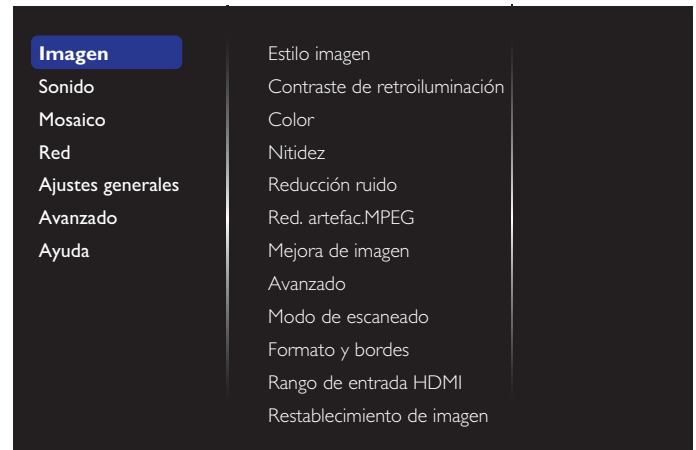 Imagen
Sonido
Mosaico
Red
Ajustes generales
Avanzado
Ayuda
Estilo imagen
Contraste de retroiluminación
Color
Nitidez
Reducción ruido
Red. artefac.MPEG
Mejora de imagen
Avanzado
Modo de escaneado
Formato y bordes
Rango de entrada HDMI
Restablecimiento de imagen